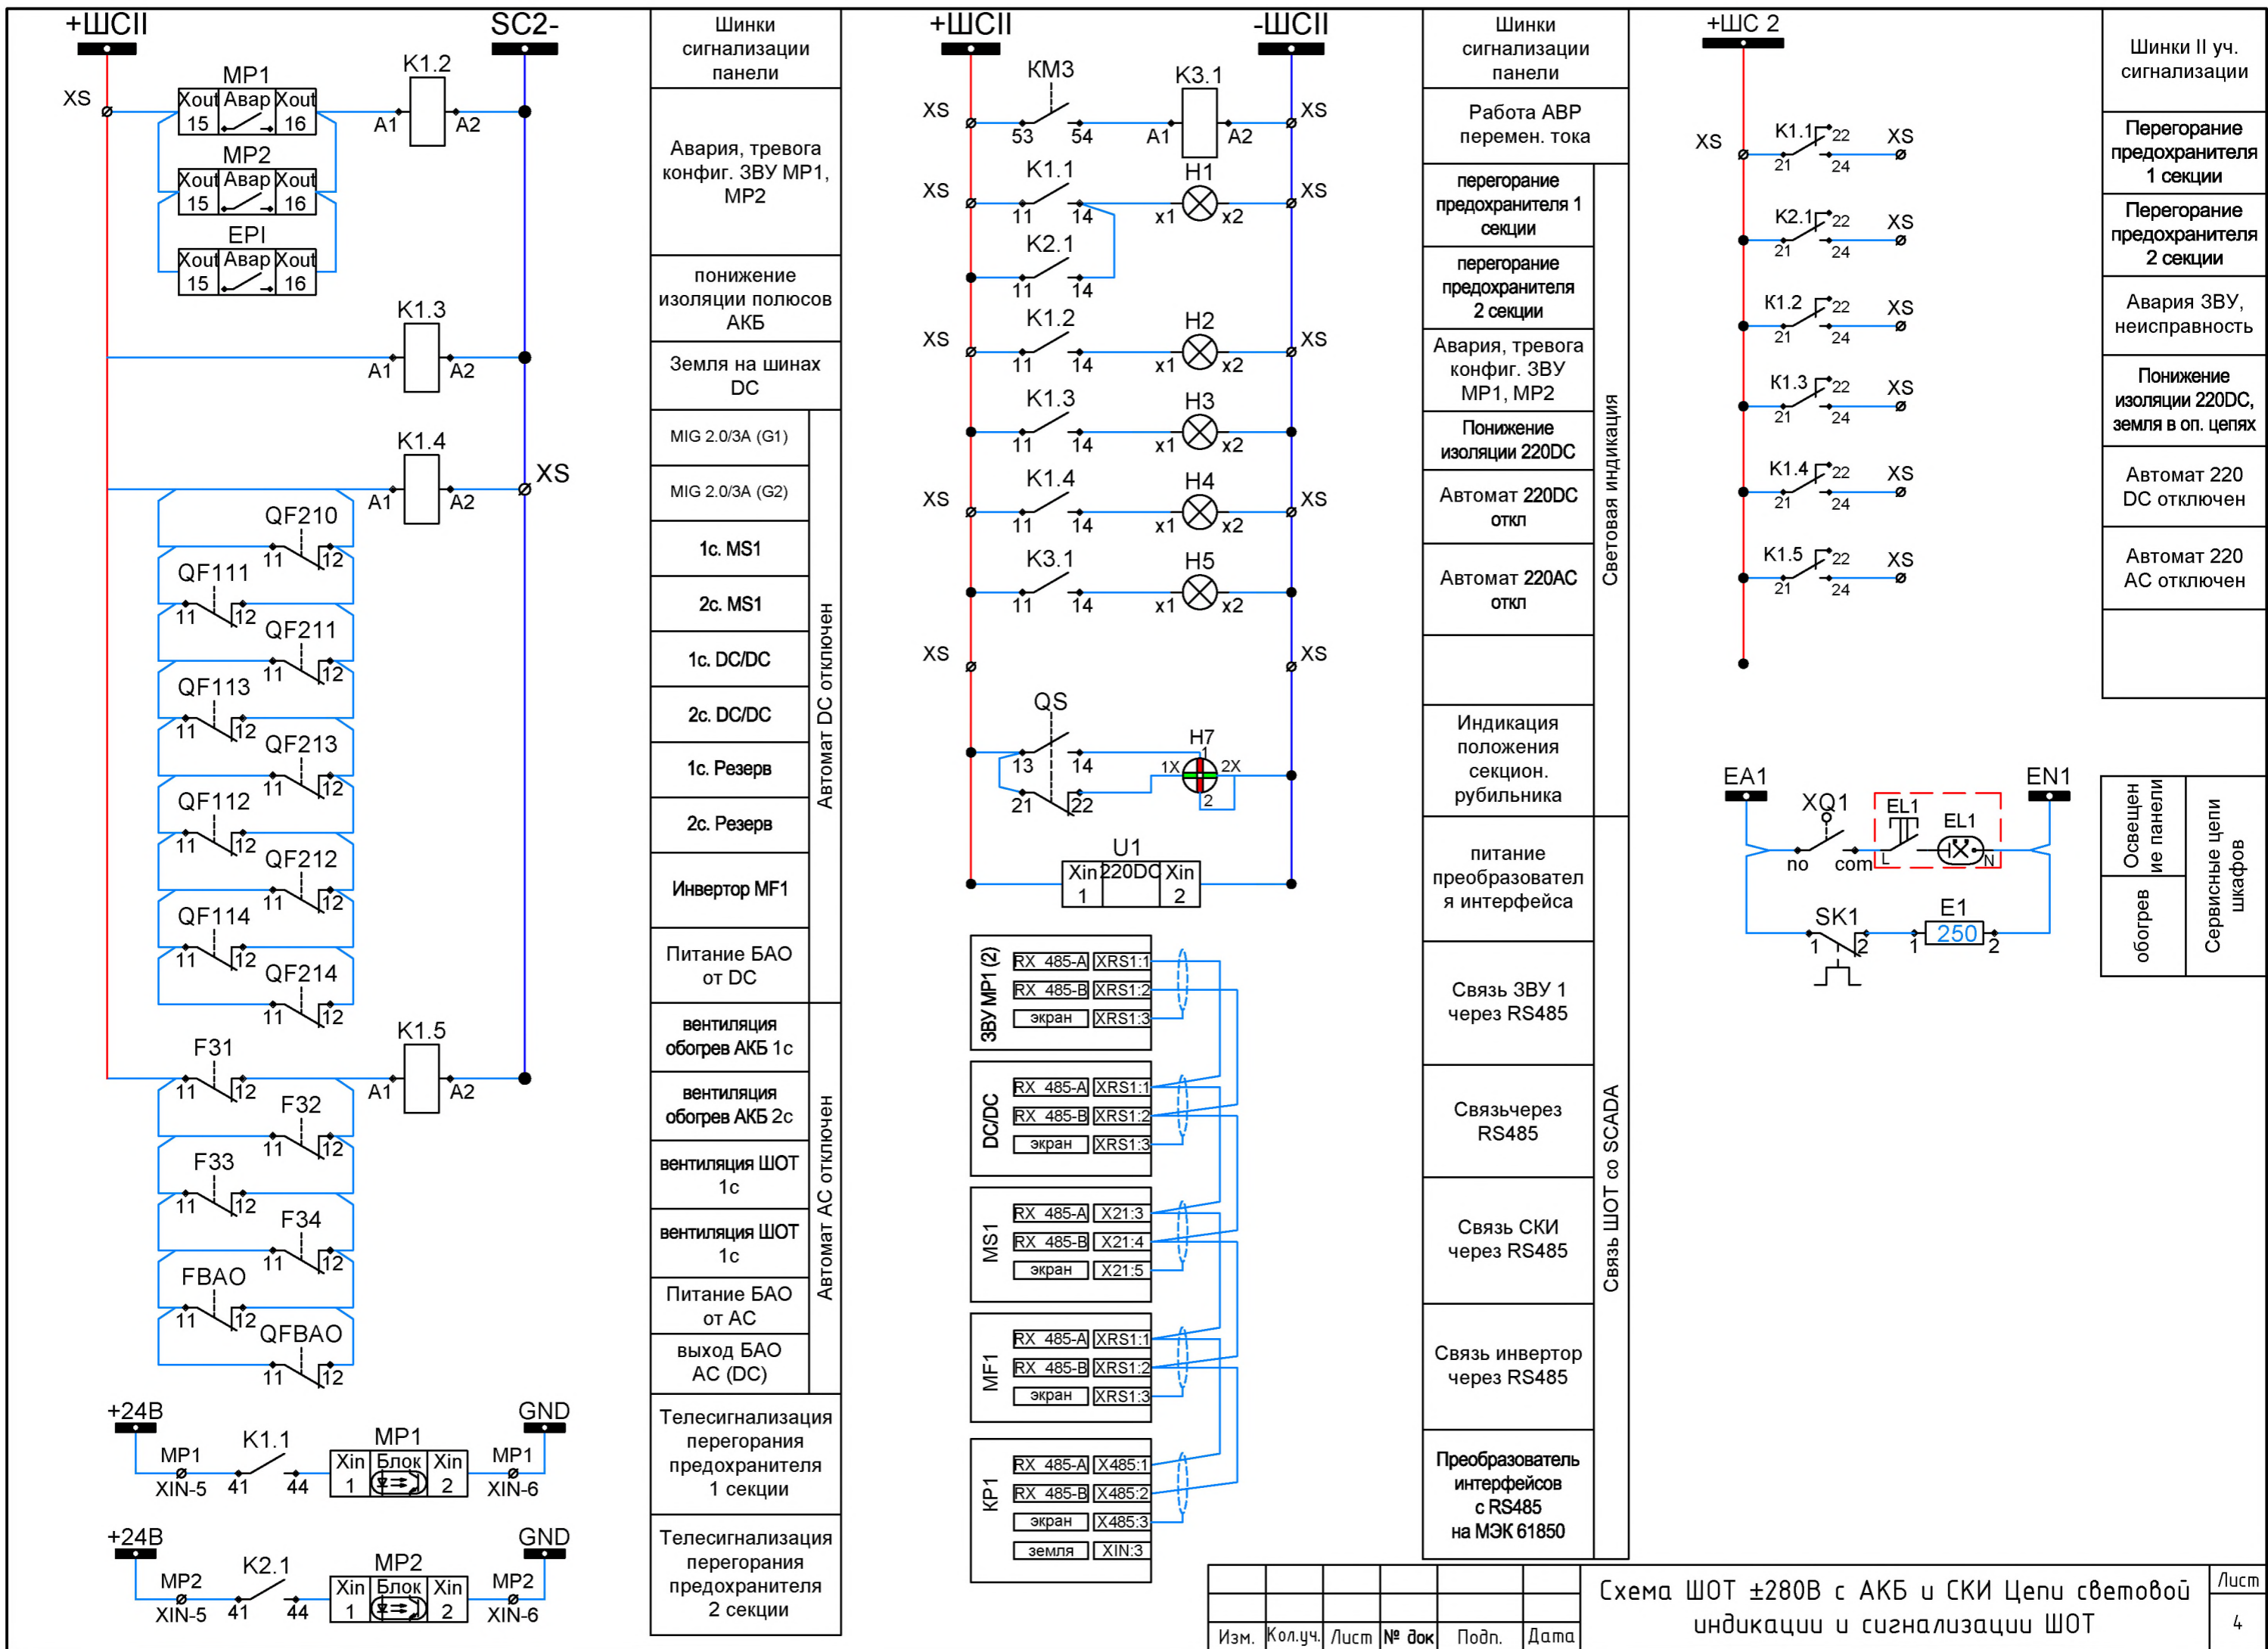 +ШСII
SC2-
XS
MP1
Xout Авар Xout
15 16
K1.2
A1 A2
MP2
Xout Авар Xout
15 16
EPI
Xout Авар Xout
15 16
K1.3
A1 A2
K1.4
A1 A2
XS
QF210
11 12
QF111
11 12
QF211
11 12
QF113
11 12
QF213
11 12
QF112
11 12
QF212
11 12
QF114
11 12
QF214
11 12
K1.5
A1 A2
F31
11 12
F32
11 12
F33
11 12
F34
11 12
FBAO
11 12
QFBAO
11 12
+24В
GND
MP1
XIN-5
K1.1
41 44
MP1
Xin Блок Xin
1 2
MP1
XIN-6
+24В
GND
MP2
XIN-5
K2.1
41 44
MP2
Xin Блок Xin
1 2
MP2
XIN-6
Шинки
сигнализации
панели
Авария, тревога
конфиг. ЗВУ МР1,
МР2
понижение
изоляции полюсов
АКБ
Земля на шинах
DC
MIG 2.0/3A (G1)
MIG 2.0/3A (G2)
1с. MS1
2с. MS1
1с. DC/DC
2с. DC/DC
1с. Резерв
2с. Резерв
Инвертор MF1
Питание БАО
от DC
Автомат DC отключен
вентиляция
обогрев АКБ 1с
вентиляция
обогрев АКБ 2с
вентиляция ШОТ
1с
вентиляция ШОТ
1с
Питание БАО
от АС
выход БАО
АС (DC)
Автомат АС отключен
Телесигнализация
перегорания
предохранителя
1 секции
Телесигнализация
перегорания
предохранителя
2 секции
+ШСII
-ШСII
XS
КМ3
53 54
K3.1
A1 A2
XS
XS
K1.1
11 14
H1
x1 x2
XS
K2.1
11 14
XS
K1.2
11 14
H2
x1 x2
XS
K1.3
11 14
H3
x1 x2
XS
K1.4
11 14
H4
x1 x2
XS
K3.1
11 14
H5
x1 x2
XS
XS
QS
13 14
21 22
H7
1
1X 2X
2
U1
Xin 220DC Xin
1 2
ЗВУ МР1 (2)
RX 485-A XRS1:1
RX 485-B XRS1:2
экран XRS1:3
DC/DC
RX 485-A XRS1:1
RX 485-B XRS1:2
экран XRS1:3
MS1
RX 485-A X21:3
RX 485-B X21:4
экран X21:5
MF1
RX 485-A XRS1:1
RX 485-B XRS1:2
экран XRS1:3
КР1
RX 485-A X485:1
RX 485-B X485:2
экран X485:3
земля XIN:3
Шинки
сигнализации
панели
Работа АВР
перемен. тока
перегорание
предохранителя 1
секции
перегорание
предохранителя
2 секции
Авария, тревога
конфиг. ЗВУ
МР1, МР2
Понижение
изоляции 220DC
Автомат 220DC
откл
Автомат 220АС
откл
Индикация
положения
секцион.
рубильника
Световая индикация
питание
преобразовател
я интерфейса
Связь ЗВУ 1
через RS485
Связьчерез
RS485
Связь СКИ
через RS485
Связь инвертор
через RS485
Преобразователь
интерфейсов
с RS485
на МЭК 61850
Связь ШОТ со SCADA
+ШС 2
XS
K1.1 22
21 24
XS
K2.1 22
21 24
XS
K1.2 22
21 24
XS
K1.3 22
21 24
XS
K1.4 22
21 24
XS
K1.5 22
21 24
XS
Шинки II уч.
сигнализации
Перегорание
предохранителя
1 секции
Перегорание
предохранителя
2 секции
Авария ЗВУ,
неисправность
Понижение
изоляции 220DC,
земля в оп. цепях
Автомат 220
DC отключен
Автомат 220
АС отключен
EA1
EN1
XQ1
no com
EL1
EL1
L N
SK1
1 2
E1
1 250 2
Освещен
ие панели
обогрев
Сервисные цепи
шкафов
Изм. Кол.уч. Лист № док Подп. Дата
Схема ШОТ ±280В с АКБ и СКИ Цепи световой
индикации и сигнализации ШОТ
Лист
4